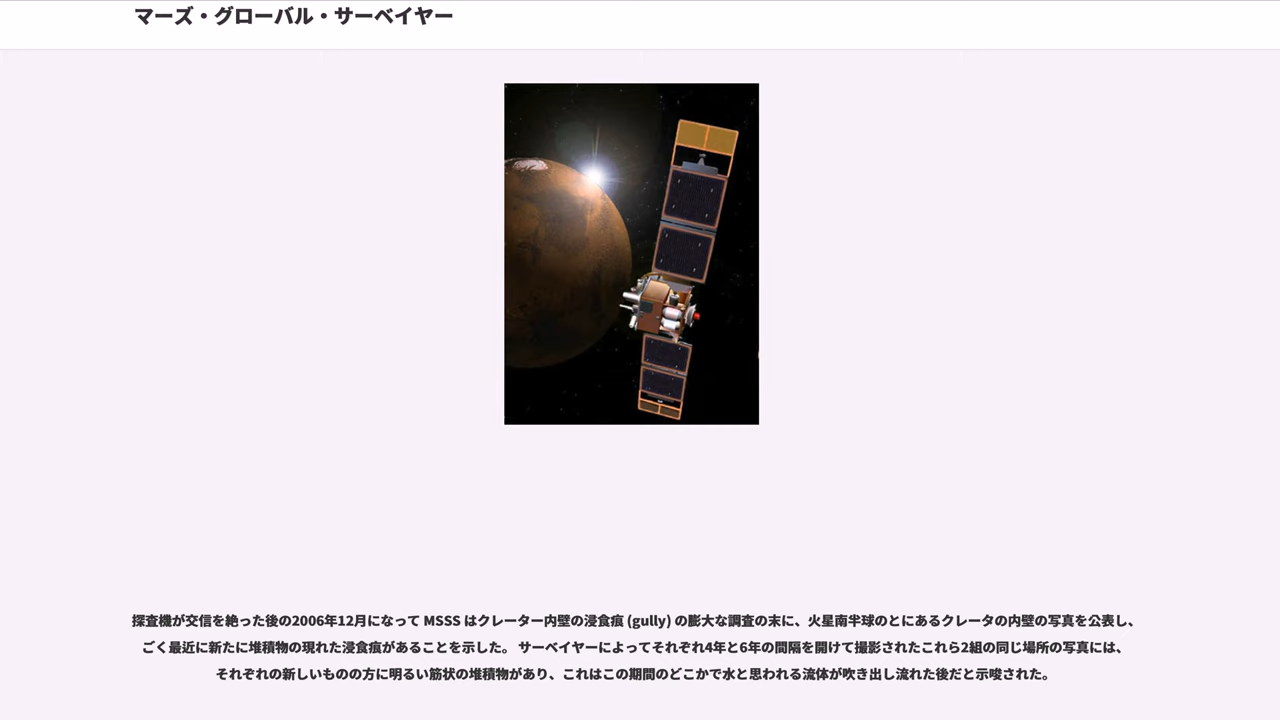 マーズ・グローバル・サーベイヤー
探査機が交信を絶った後の2006年12月になって MSSS はクレーター内壁の浸食痕 (gully) の膨大な調査の末に、火星南半球のとにあるクレータの内壁の写真を公表し、
ごく最近に新たに堆積物の現れた浸食痕があることを示した。 サーベイヤーによってそれぞれ4年と6年の間隔を開けて撮影されたこれら2組の同じ場所の写真には、
それぞれの新しいものの方に明るい筋状の堆積物があり、これはこの期間のどこかで水と思われる流体が吹き出し流れた後だと示唆された。